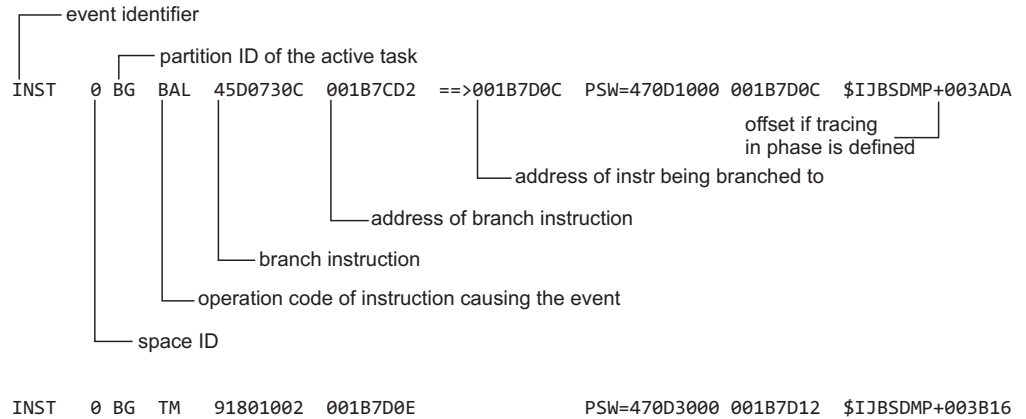 event identifier
partition ID of the active task
INST 0 BG BAL 45D0730C 001B7CD2 ==>001B7D0C PSW=470D1000 001B7D0C $IJBSDMP+003ADA
offset if tracing
in phase is defined
address of instr being branched to
address of branch instruction
branch instruction
operation code of instruction causing the event
space ID
INST 0 BG TM 91801002 001B7D0E PSW=470D3000 001B7D12 $IJBSDMP+003B16